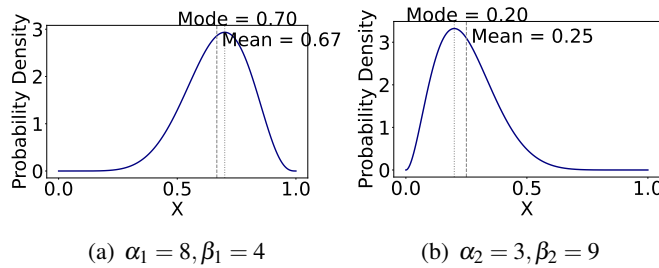 Mode = 0.70
Mean = 0.67
Probability Density
3
2
1
0
0.0
0.5
1.0
X
(a) α₁ = 8, β₁ = 4
Mode = 0.20
Mean = 0.25
Probability Density
3
2
1
0
0.0
0.5
1.0
X
(b) α₂ = 3, β₂ = 9